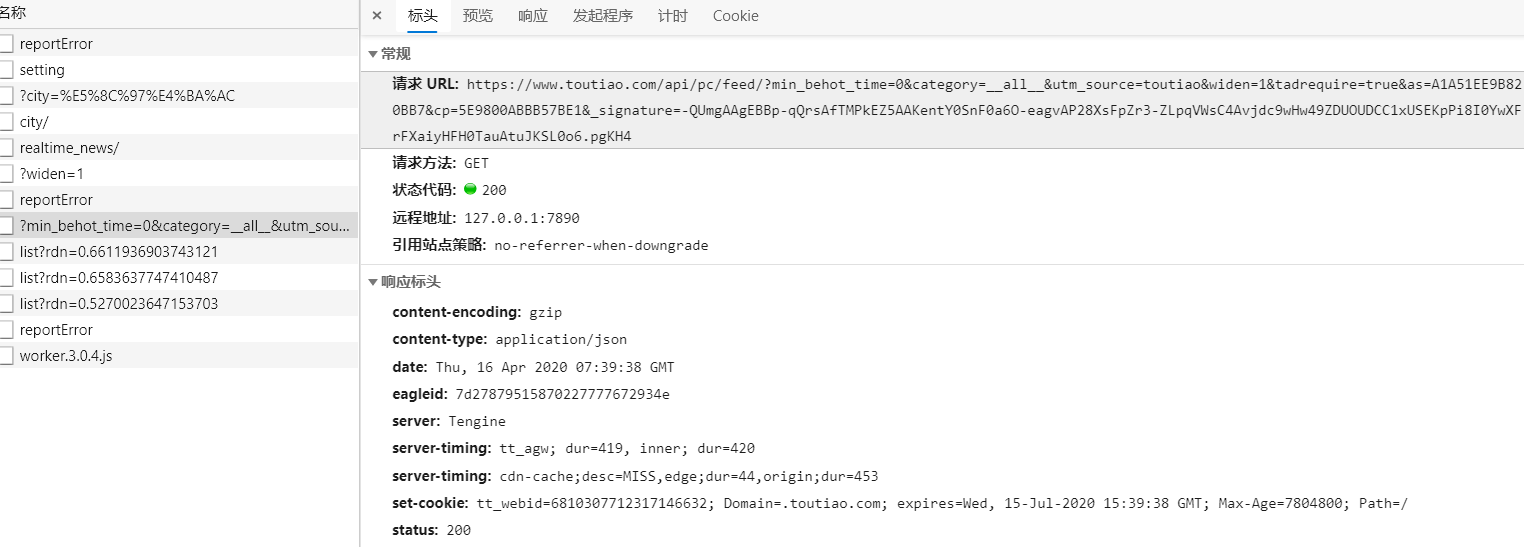 名称
reportError
setting
?city=%E5%8C%97%E4%BA%AC
city/
realtime_news/
?widen=1
reportError
?min_behot_time=0&category=__all__&utm_sou...
list?rdn=0.6611936903743121
list?rdn=0.6583637747410487
list?rdn=0.5270023647153703
reportError
worker.3.0.4.js
× 标头 预览 响应 发起程序 计时 Cookie
▼常规
请求 URL: https://www.toutiao.com/api/pc/feed/?min_behot_time=0&category=__all__&utm_source=toutiao&widen=1&tadrequire=true&as=A1A51EE9B82
0BB7&cp=5E9800ABBB57BE1&_signature=-QUmgAAgEBBp-qQrsAfTMPkEZ5AAKentY0SnF0a6O-eagvAP28XsFpZr3-ZLpqVWsC4Avjdc9wHw49ZDUOUDCC1xUSEKpPi8I0YwXF
rFXaiyHFH0TauAtuJKSL0o6.pgKH4
请求方法: GET
状态代码: 200
远程地址: 127.0.0.1:7890
引用站点策略: no-referrer-when-downgrade
▼响应标头
content-encoding: gzip
content-type: application/json
date: Thu, 16 Apr 2020 07:39:38 GMT
eagleid: 7d27879515870227777672934e
server: Tengine
server-timing: tt_agw; dur=419, inner; dur=420
server-timing: cdn-cache;desc=MISS,edge;dur=44,origin;dur=453
set-cookie: tt_webid=6810307712317146632; Domain=.toutiao.com; expires=Wed, 15-Jul-2020 15:39:38 GMT; Max-Age=7804800; Path=/
status: 200